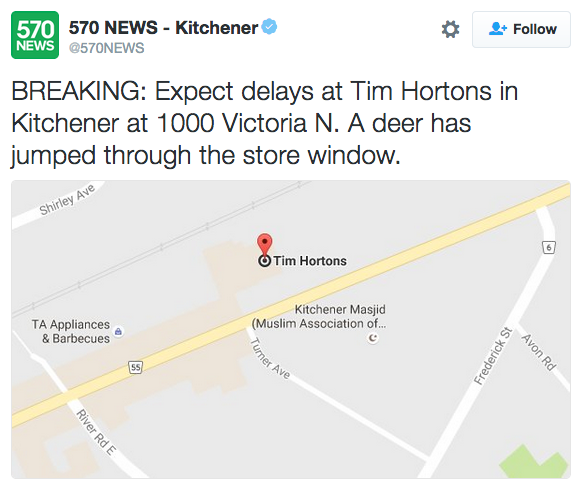 570
NEWS
570 NEWS - Kitchener
@570NEWS
Follow
BREAKING: Expect delays at Tim Hortons in
Kitchener at 1000 Victoria N. A deer has
jumped through the store window.
Shirley Ave
6
Tim Hortons
Kitchener Masjid
(Muslim Association of...
TA Appliances
& Barbecues
55
Turner Ave
Frederick St
Avon Rd
River Rd E